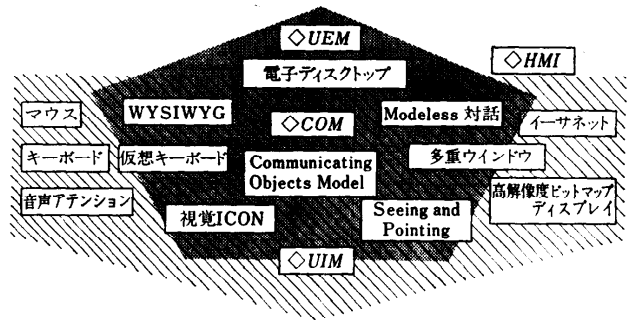 ◇UEM
◇HMI
電子ディスクトップ
マウス
WYSIWYG
◇COM
Modeless 対話
イーサネット
キーボード
仮想キーボード
Communicating
Objects Model
多重ウインドウ
音声アテンション
視覚ICON
Seeing and
Pointing
高解像度ビットマップ
ディスプレイ
◇UIM